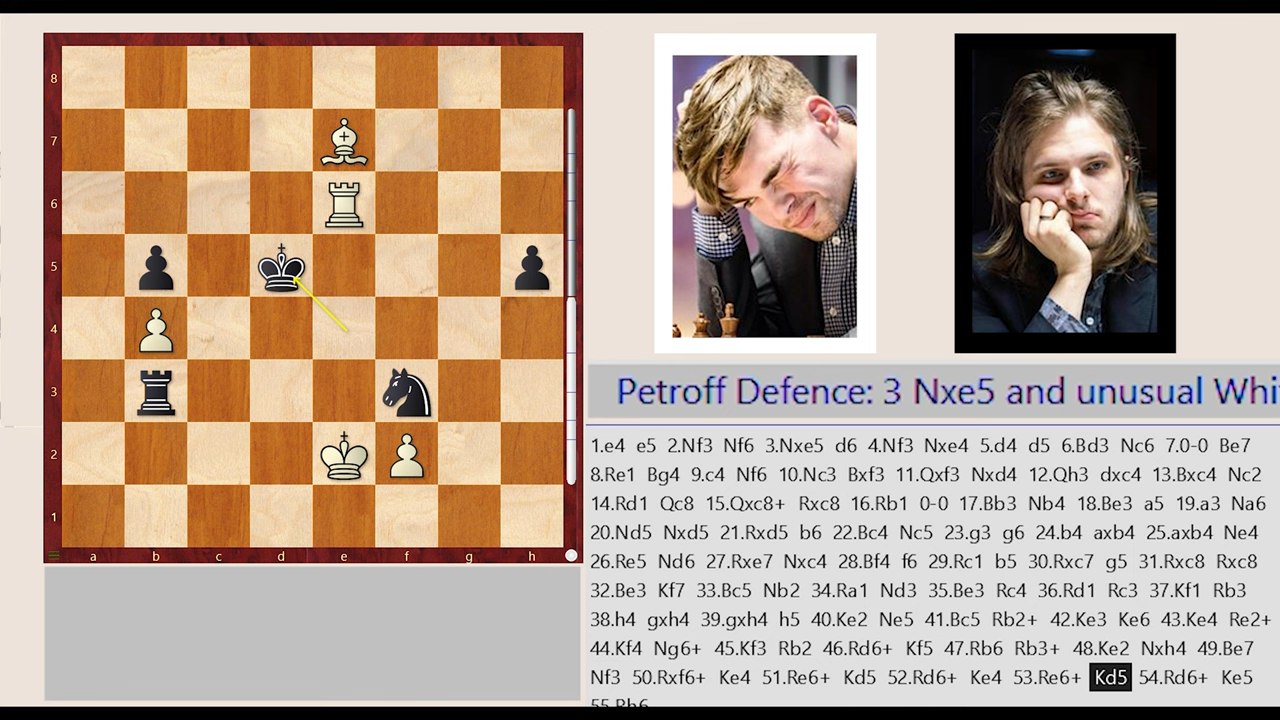 8
7
6
5
4
3
2
1
a b c d e f g h
Petroff Defence: 3 Nxe5 and unusual Whi
1.e4 e5 2.Nf3 Nf6 3.Nxe5 d6 4.Nf3 Nxe4 5.d4 d5 6.Bd3 Nc6 7.0-0 Be7
8.Re1 Bg4 9.c4 Nf6 10.Nc3 Bxf3 11.Qxf3 Nxd4 12.Qh3 dxc4 13.Bxc4 Nc2
14.Rd1 Qc8 15.Qxc8+ Rxc8 16.Rb1 0-0 17.Bb3 Nb4 18.Be3 a5 19.a3 Na6
20.Nd5 Nxd5 21.Rxd5 b6 22.Bc4 Nc5 23.g3 g6 24.b4 axb4 25.axb4 Ne4
26.Re5 Nd6 27.Rxe7 Nxc4 28.Bf4 f6 29.Rc1 b5 30.Rxc7 g5 31.Rxc8 Rxc8
32.Be3 Kf7 33.Bc5 Nb2 34.Ra1 Nd3 35.Be3 Rc4 36.Rd1 Rc3 37.Kf1 Rb3
38.h4 gxh4 39.gxh4 h5 40.Ke2 Ne5 41.Bc5 Rb2+ 42.Ke3 Ke6 43.Ke4 Re2+
44.Kf4 Ng6+ 45.Kf3 Rb2 46.Rd6+ Kf5 47.Rb6 Rb3+ 48.Ke2 Nxh4 49.Be7
Nf3 50.Rxf6+ Ke4 51.Re6+ Kd5 52.Rd6+ Ke4 53.Re6+ Kd5 54.Rd6+ Ke5
55.Rb6